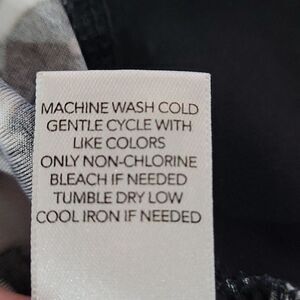 MACHINE WASH COLD
GENTLE CYCLE WITH
LIKE COLORS
ONLY NON-CHLORINE
BLEACH IF NEEDED
TUMBLE DRY LOW
COOL IRON IF NEEDED